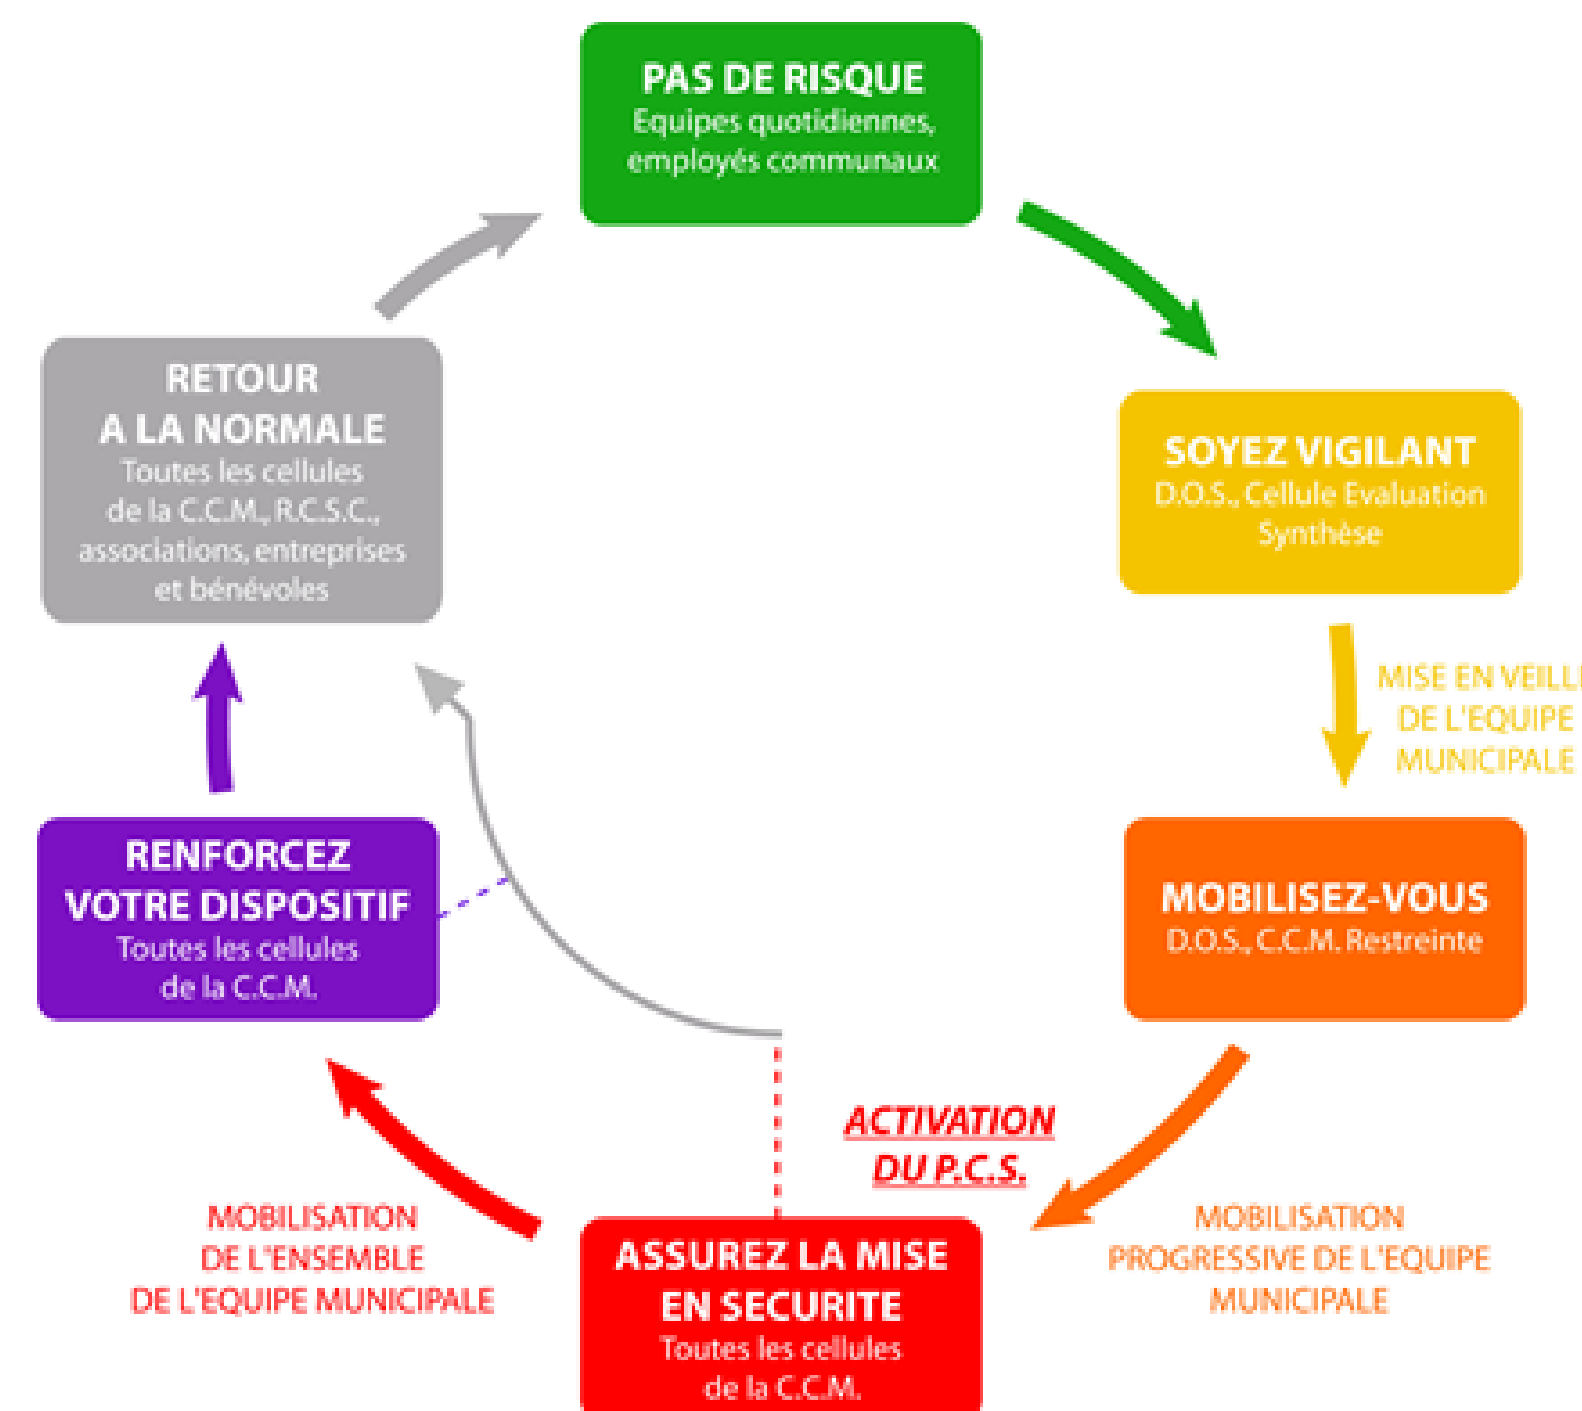 PAS DE RISQUE
Equipes quotidiennes,
employés communaux
SOYEZ VIGILANT
D.O.S., Cellule Evaluation
Synthèse
MISE EN VEILLE
DE L'EQUIPE
MUNICIPALE
MOBILISEZ-VOUS
D.O.S., C.C.M. Restreinte
MOBILISATION
PROGRESSIVE DE L'EQUIPE
MUNICIPALE
ACTIVATION
DU P.C.S.
ASSUREZ LA MISE
EN SECURITE
Toutes les cellules
de la C.C.M.
MOBILISATION
DE L'ENSEMBLE
DE L'EQUIPE MUNICIPALE
RENFORCEZ
VOTRE DISPOSITIF
Toutes les cellules
de la C.C.M.
RETOUR
A LA NORMALE
Toutes les cellules
de la C.C.M., R.C.S.C.,
associations, entreprises
et bénévoles